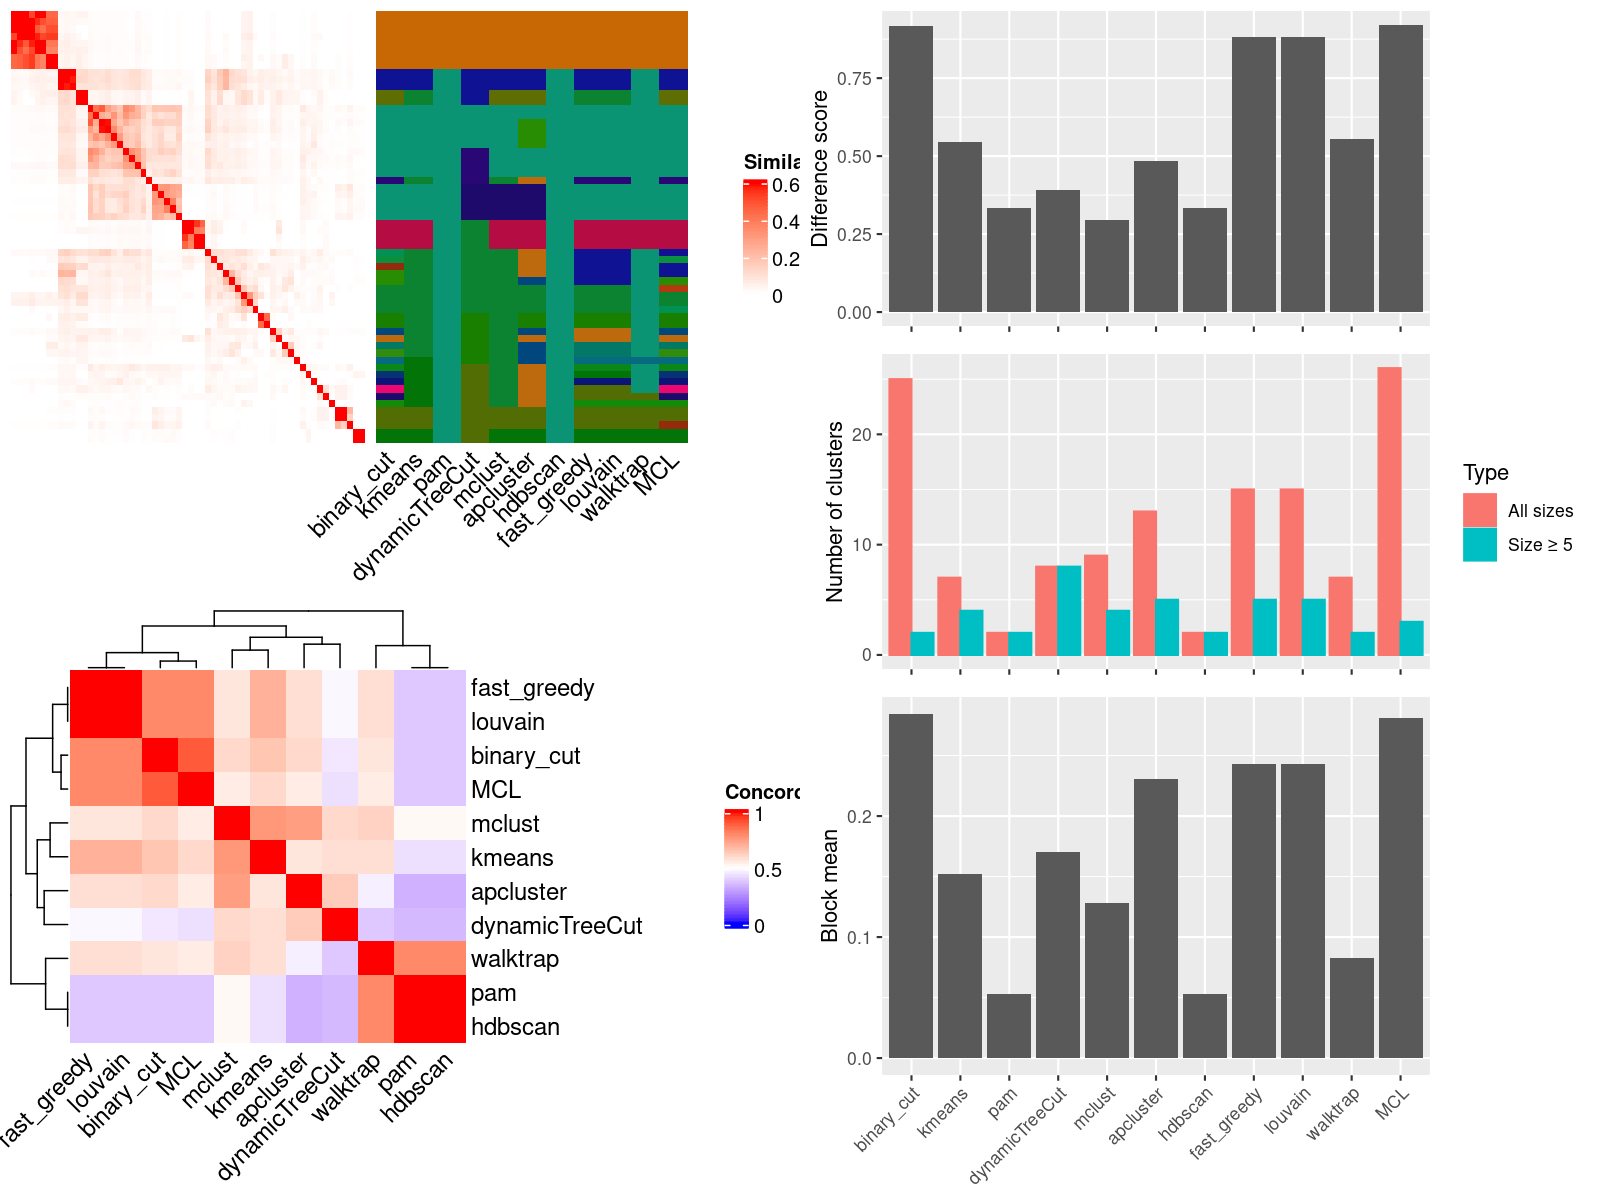 Simila
0.6
0.4
0.2
0
binary_cut
kmeans
pam
dynamicTreeCut
mclust
apcluster
hdbscan
fast_greedy
louvain
walktrap
MCL
fast_greedy
louvain
binary_cut
MCL
mclust
kmeans
apcluster
dynamicTreeCut
walktrap
pam
hdbscan
fast_greedy
louvain
binary_cut
MCL
mclust
kmeans
apcluster
dynamicTreeCut
walktrap
pam
hdbscan
Concord
1
0.5
0
Difference score
0.75
0.50
0.25
0.00
Number of clusters
20
10
0
Type
All sizes
Size ≥ 5
Block mean
0.2
0.1
0.0
binary_cut
kmeans
pam
dynamicTreeCut
mclust
apcluster
hdbscan
fast_greedy
louvain
walktrap
MCL